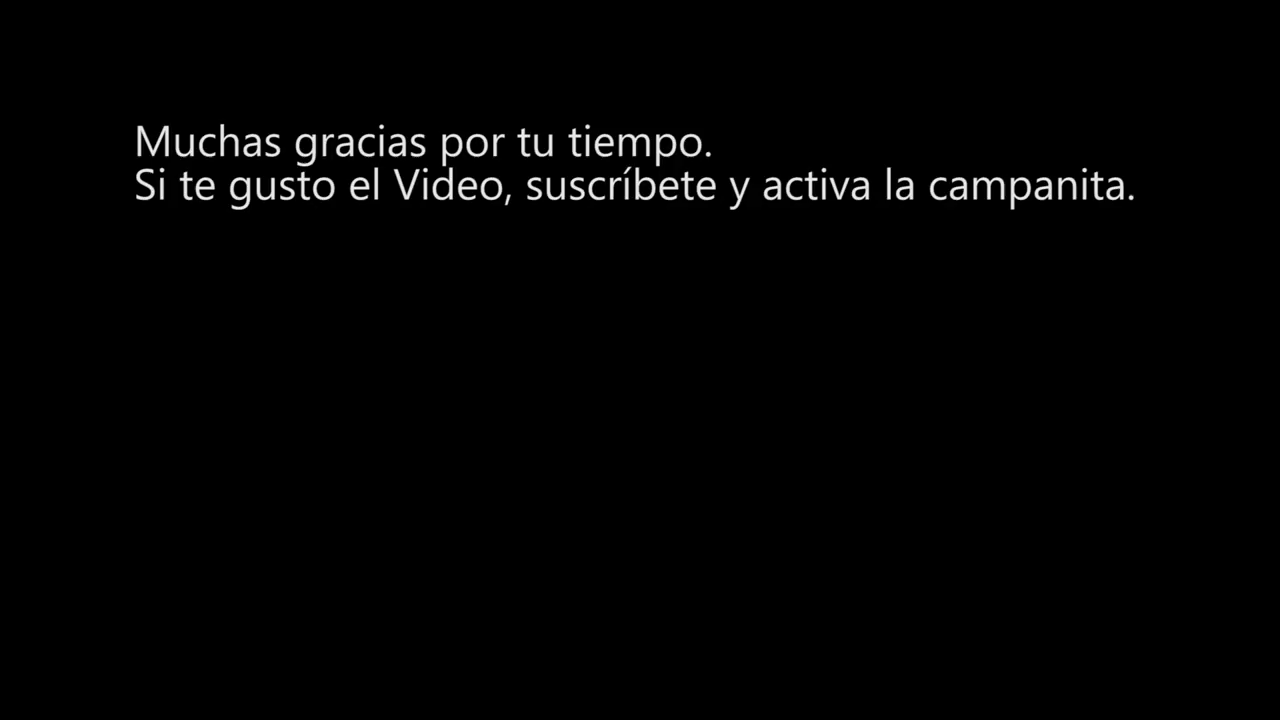 Muchas gracias por tu tiempo.
Si te gusto el Video, suscríbete y activa la campanita.